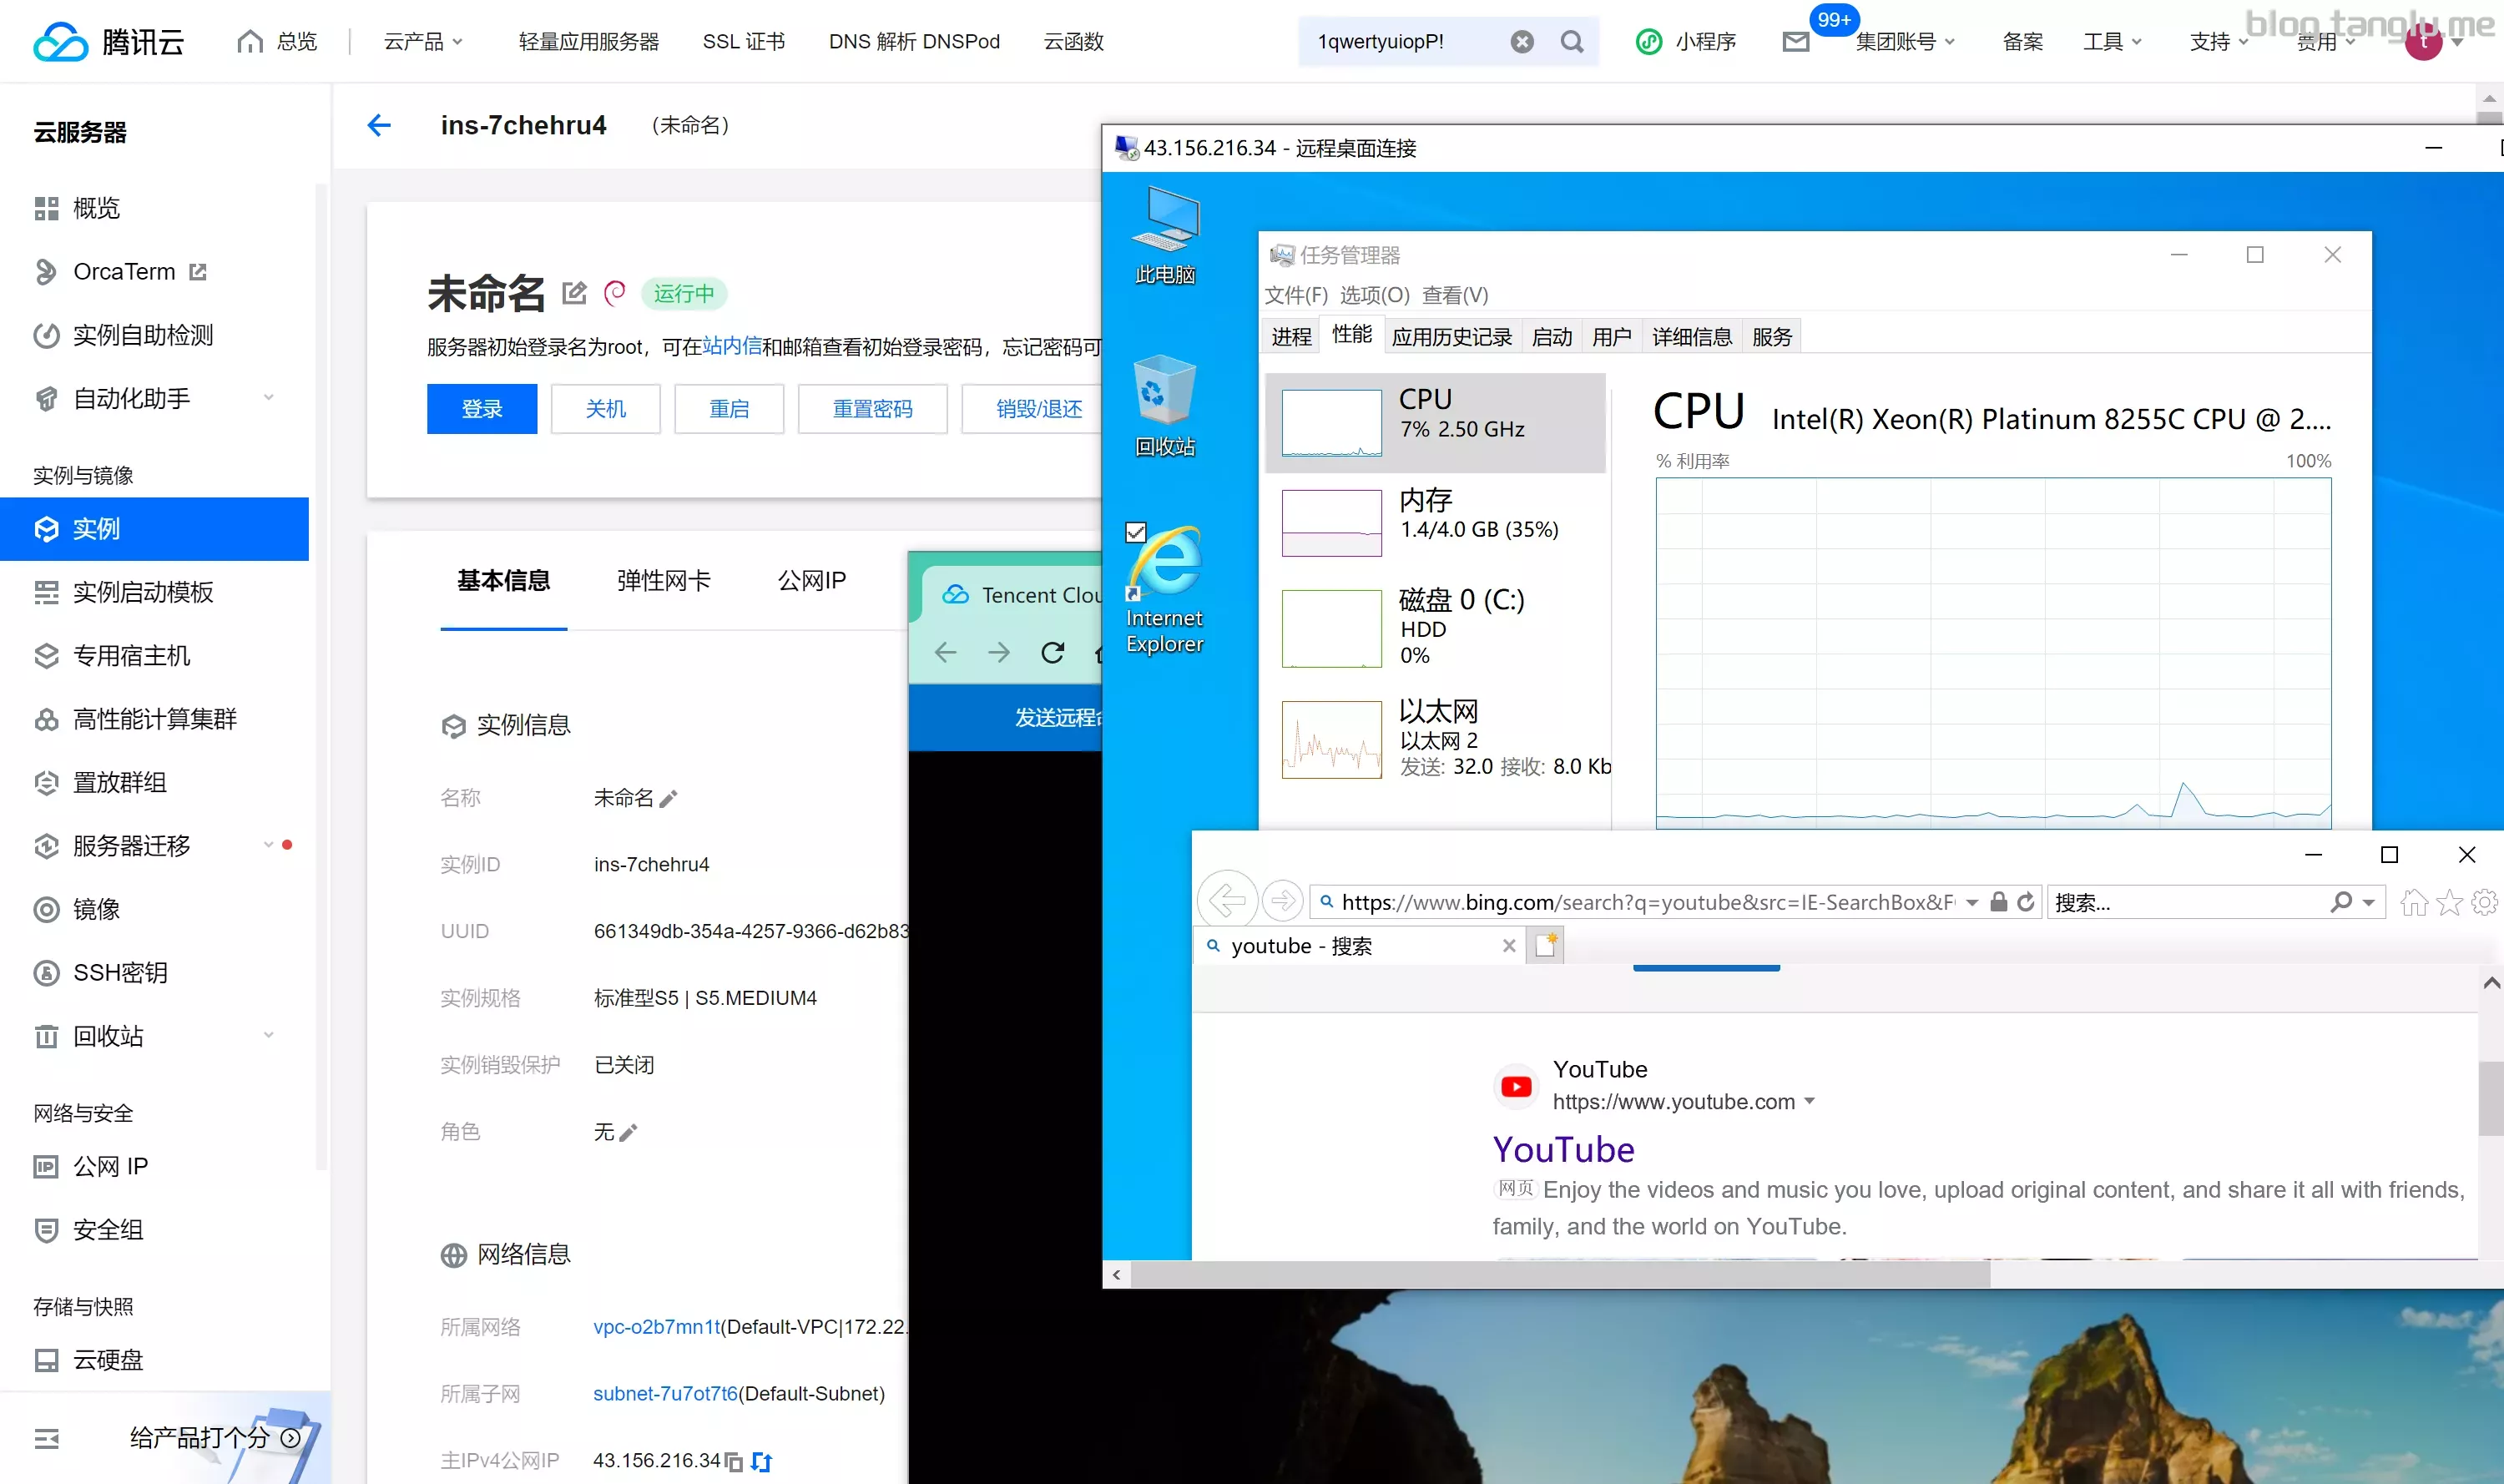 腾讯云
总览
云产品
轻量应用服务器
SSL 证书
DNS 解析 DNSPod
云函数
1qwertyuiopP!
小程序
99+
集团账号
备案
工具
支持
费用
t
blog.tanglu.me
云服务器
概览
OrcaTerm
实例自助检测
自动化助手
实例与镜像
实例
实例启动模板
专用宿主机
高性能计算集群
置放群组
服务器迁移
镜像
SSH密钥
回收站
网络与安全
公网 IP
安全组
存储与快照
云硬盘
给产品打个分
ins-7chehru4
（未命名）
未命名
运行中
服务器初始登录名为root，可在站内信和邮箱查看初始登录密码，忘记密码可
登录
关机
重启
重置密码
销毁/退还
基本信息
弹性网卡
公网IP
实例信息
名称
未命名
实例ID
ins-7chehru4
UUID
661349db-354a-4257-9366-d62b83
实例规格
标准型S5 | S5.MEDIUM4
实例销毁保护
已关闭
角色
无
网络信息
所属网络
vpc-o2b7mn1t(Default-VPC|172.22.
所属子网
subnet-7u7ot7t6(Default-Subnet)
主IPv4公网IP
43.156.216.34
Tencent Clou
发送远程
43.156.216.34 - 远程桌面连接
此电脑
回收站
Internet
Explorer
任务管理器
文件(F)
选项(O)
查看(V)
进程
性能
应用历史记录
启动
用户
详细信息
服务
CPU
7% 2.50 GHz
内存
1.4/4.0 GB (35%)
磁盘 0 (C:)
HDD
0%
以太网
以太网 2
发送: 32.0 接收: 8.0 Kb
CPU
Intel(R) Xeon(R) Platinum 8255C CPU @ 2....
% 利用率
100%
https://www.bing.com/search?q=youtube&src=IE-SearchBox&F
搜索...
youtube - 搜索
YouTube
https://www.youtube.com
YouTube
网页 Enjoy the videos and music you love, upload original content, and share it all with friends,
family, and the world on YouTube.